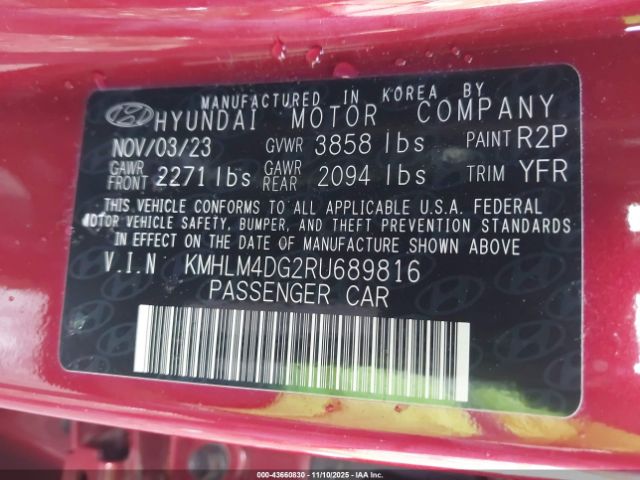 MANUFACTURED IN KOREA BY
HYUNDAI MOTOR COMPANY
NOV/03/23 GVWR 3858 lbs PAINT R2P
GAWR FRONT 2271 lbs GAWR REAR 2094 lbs TRIM YFR
THIS VEHICLE CONFORMS TO ALL APPLICABLE U.S.A. FEDERAL
MOTOR VEHICLE SAFETY, BUMPER, AND THEFT PREVENTION STANDARDS
IN EFFECT ON THE DATE OF MANUFACTURE SHOWN ABOVE
V.I.N KMHLM4DG2RU689816
PASSENGER CAR
000-43660830 - 11/10/2025 - IAAI.COM